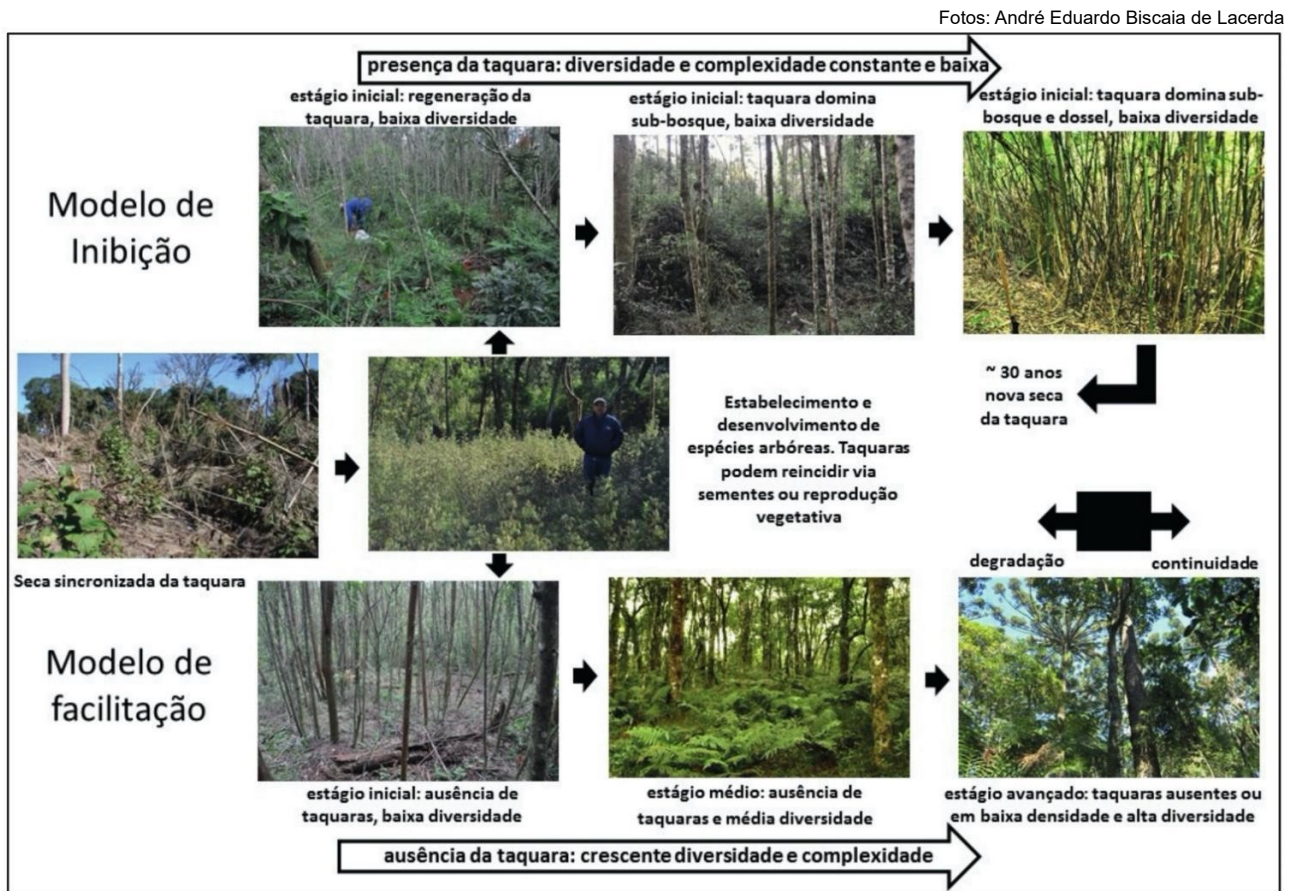 Fotos: André Eduardo Biscaia de Lacerda
presença da taquara: diversidade e complexidade constante e baixa
estágio inicial: regeneração da
taquara, baixa diversidade
estágio inicial: taquara domina
sub-bosque, baixa diversidade
estágio inicial: taquara domina sub-
bosque e dossel, baixa diversidade
Modelo de
Inibição
~ 30 anos
nova seca
da taquara
Estabelecimento e
desenvolvimento de
espécies arbóreas. Taquaras
podem reincidir via
sementes ou reprodução
vegetativa
Seca sincronizada da taquara
degradação
continuidade
Modelo de
facilitação
estágio inicial: ausência de
taquaras, baixa diversidade
estágio médio: ausência de
taquaras e média diversidade
estágio avançado: taquaras ausentes ou
em baixa densidade e alta diversidade
ausência da taquara: crescente diversidade e complexidade